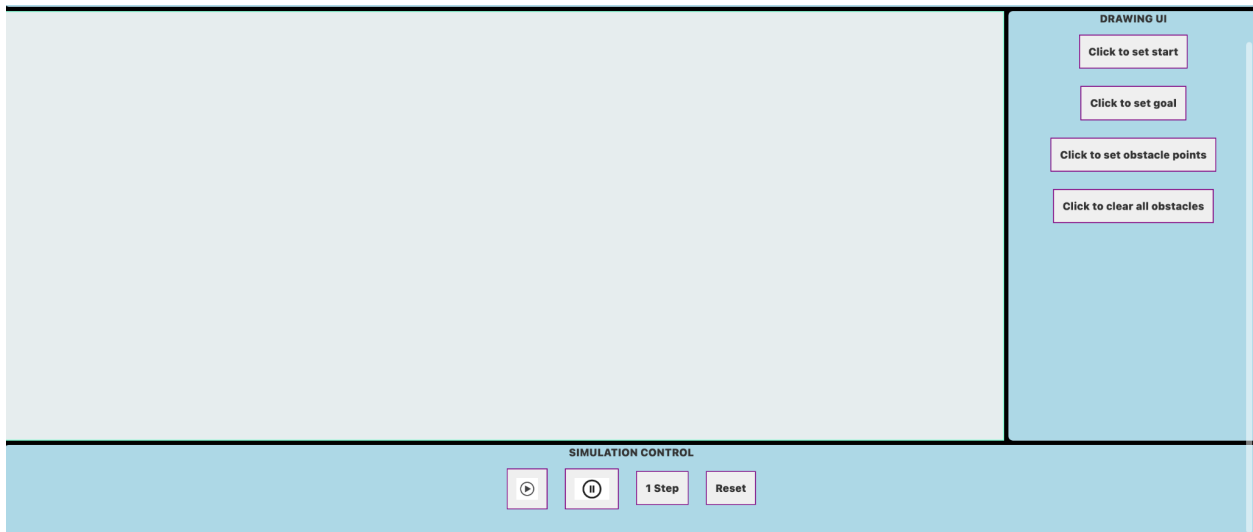 DRAWING UI
Click to set start
Click to set goal
Click to set obstacle points
Click to clear all obstacles
SIMULATION CONTROL
1 Step
Reset